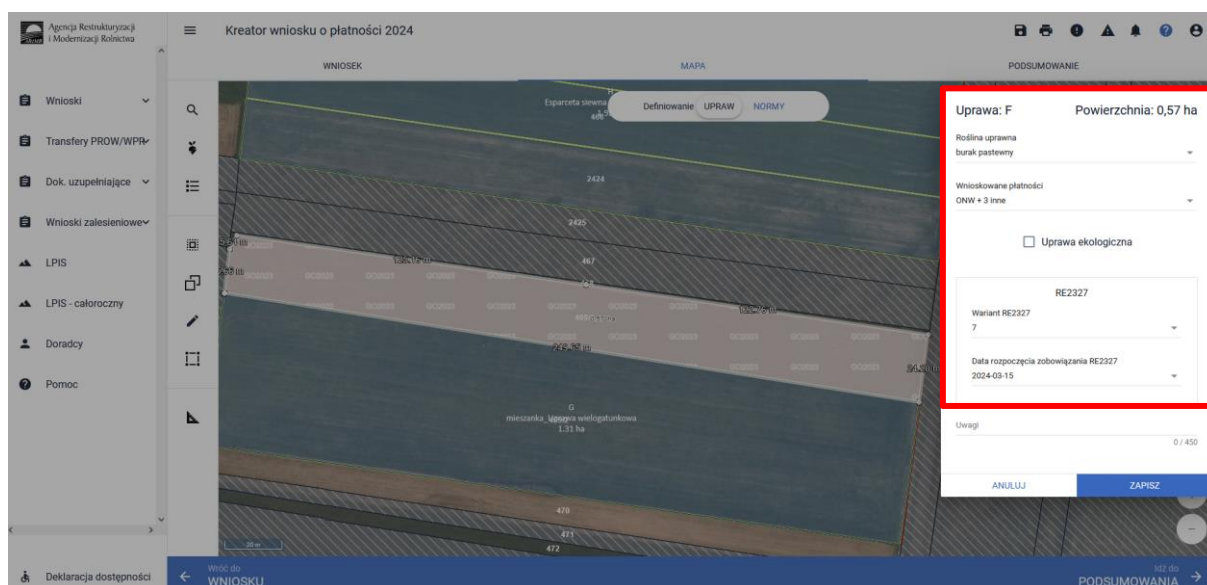 Agencja Restrukturyzacji
i Modernizacji Rolnictwa
Kreator wniosku o płatności 2024
WNIOSEK
MAPA
PODSUMOWANIE
Wnioski
Transfery PROW/WPR
Dok. uzupełniające
Wnioski zalesieniowe
LPIS
LPIS - całoroczny
Doradcy
Pomoc
Deklaracja dostępności
Definiowanie UPRAW NORMY
Esparceta siewna
2424
2425
467
249,65 m
G
mieszanka_Uprawa wielogatunkowa
1.31 ha
470
471
472
20 m
Uprawa: F Powierzchnia: 0,57 ha
Roślina uprawna
burak pastewny
Wnioskowane płatności
ONW + 3 inne
Uprawa ekologiczna
RE2327
Wariant RE2327
7
Data rozpoczęcia zobowiązania RE2327
2024-03-15
Uwagi
0 / 450
ANULUJ ZAPISZ
Wróć do
WNIOSKU
Idź do
PODSUMOWANIA